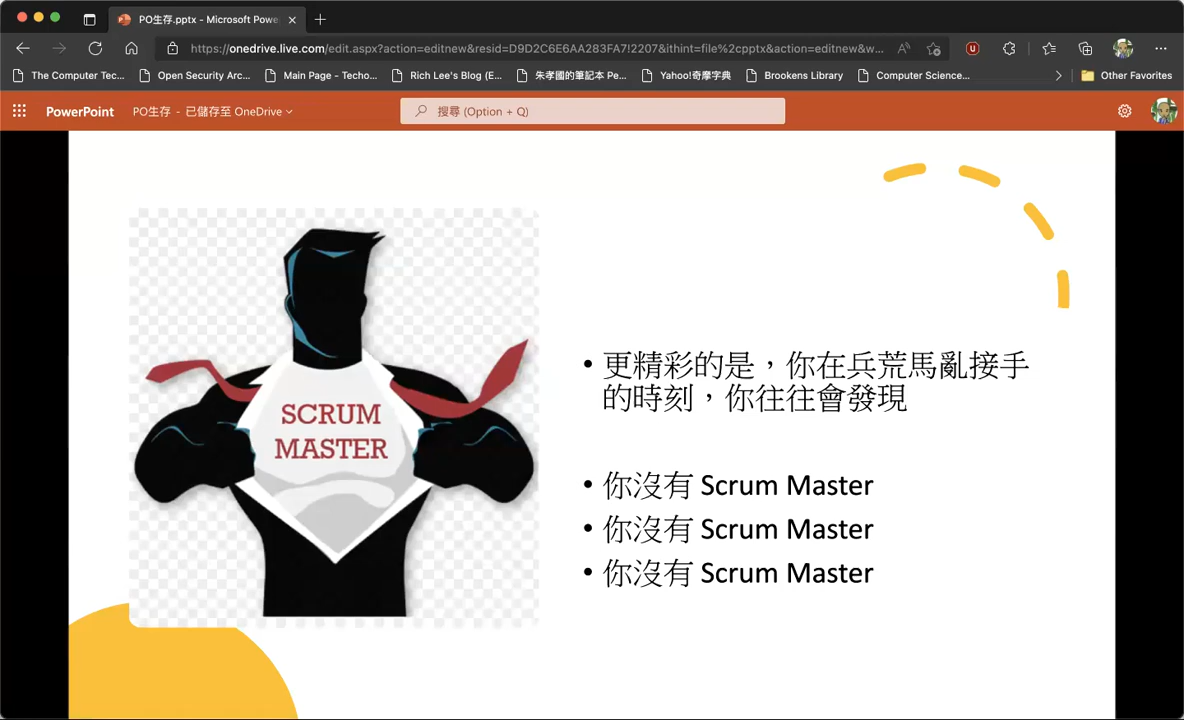 PO生存.pptx - Microsoft Powe
https://onedrive.live.com/edit.aspx?action=editnew&resid=D9D2C6E6AA283FA7!2207&ithint=file%2cpptx&action=editnew&w...
The Computer Tec...
Open Security Arc...
Main Page - Techo...
Rich Lee's Blog (E...
朱孝國的筆記本 Pe...
Yahoo!奇摩字典
Brookens Library
Computer Science...
Other Favorites
PowerPoint
PO生存 - 已儲存至 OneDrive
搜尋 (Option + Q)
SCRUM
MASTER
• 更精彩的是，你在兵荒馬亂接手
的時刻，你往往會發現
• 你沒有 Scrum Master
• 你沒有 Scrum Master
• 你沒有 Scrum Master